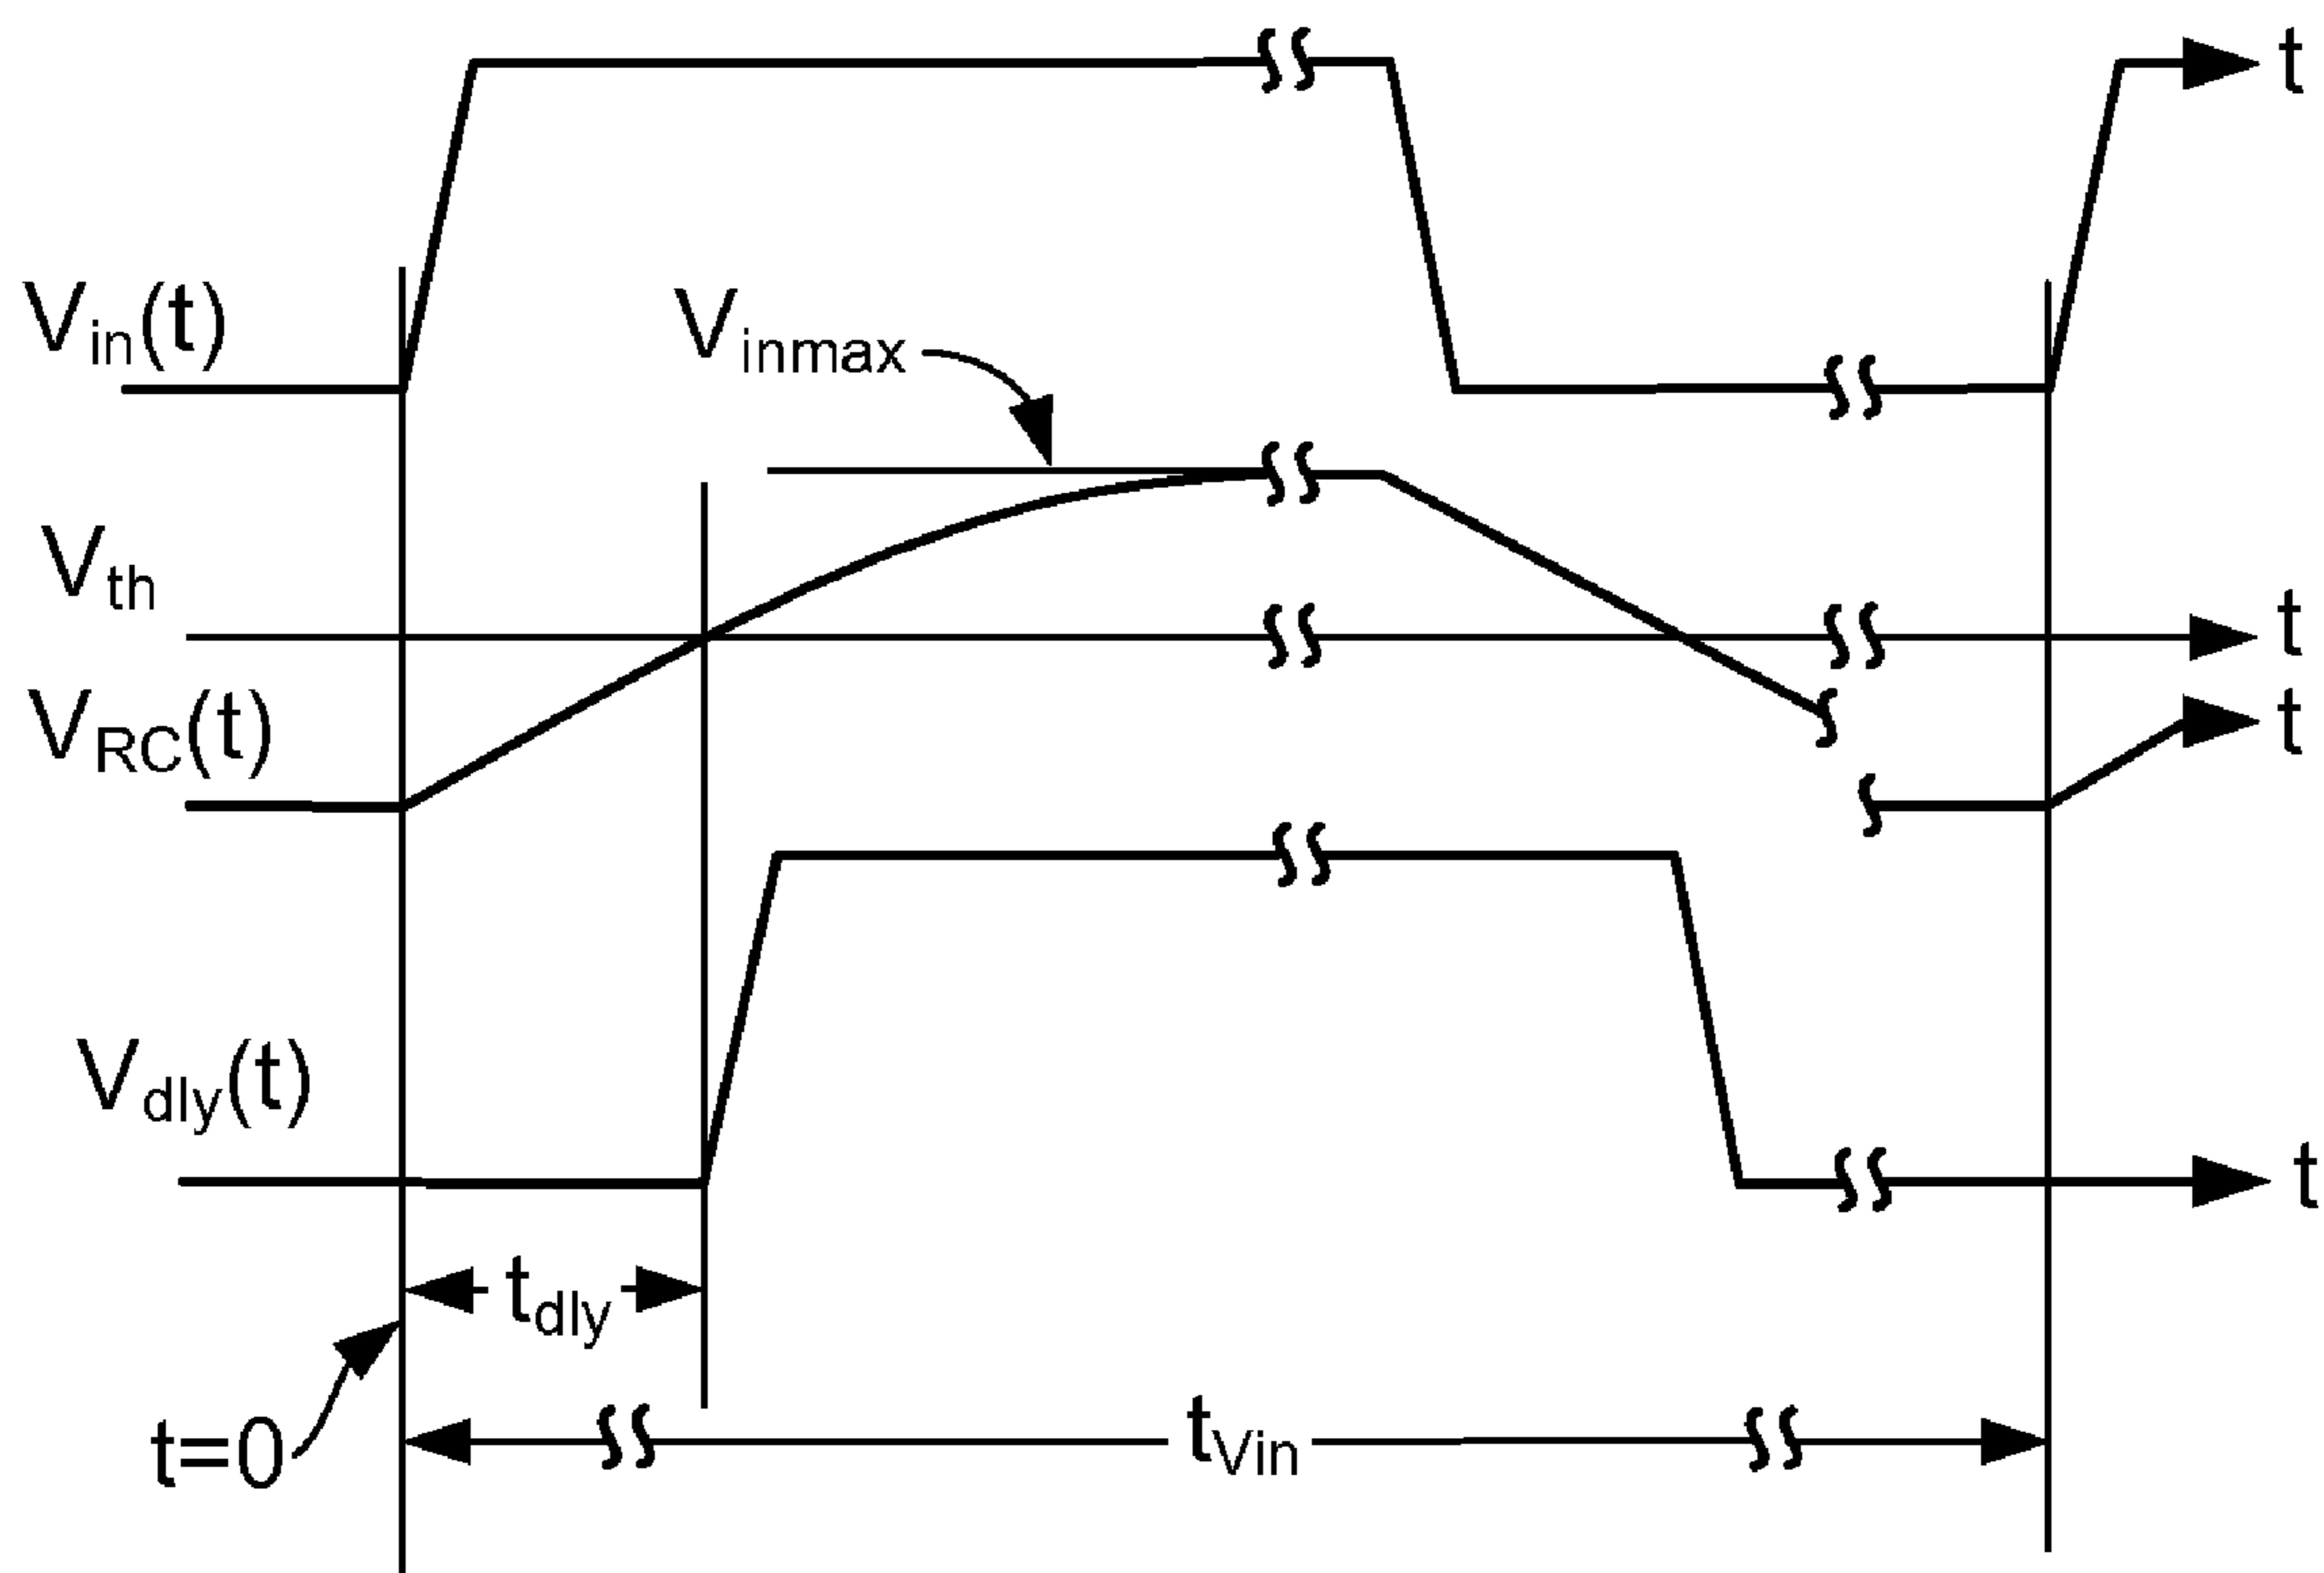 t
Vin(t)
Vinmax
Vth
t
VRC(t)
t
Vdly(t)
t
tdly
t=0
tVin